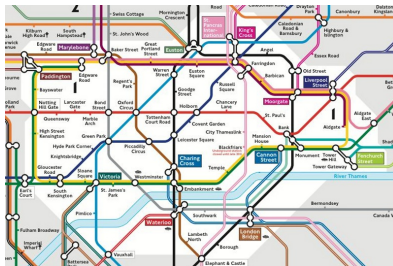 Swiss Cottage
Mornington
Crescent
St. Pancras
International
King's
Cross
Caledonian
Road &
Barnsbury
Drayton
Park
Canonbury
Highbury &
Islington
Kilburn
High Road
South
Hampstead
Edgware
Road
Marylebone
St. John's Wood
Baker Street
Great
Portland
Street
Euston
Angel
Essex Road
Warren
Street
Euston
Square
Farringdon
Old Street
Liverpool
Street
Paddington
Edgware
Road
Regent's
Park
Goodge
Street
Russell
Square
Barbican
Bayswater
Moorgate
Notting
Hill Gate
Lancaster
Gate
Bond
Street
Oxford
Circus
Holborn
Chancery
Lane
Aldgate
Aldgate
East
Queensway
Marble
Arch
Tottenham
Court Road
Covent Garden
St. Paul's
Bank
High Street
Kensington
Green Park
Leicester Square
City Thameslink
Mansion
House
Hyde Park Corner
Knightsbridge
Piccadilly
Circus
Blackfriars
Cannon
Street
Monument
Tower
Hill
Tower Gateway
Fenchurch
Street
Gloucester
Road
Sloane
Square
Charing
Cross
Temple
River Thames
Earl's
Court
South
Kensington
Victoria
St. James's
Park
Westminster
Embankment
Pimlico
Waterloo
Southwark
London
Bridge
Bermondsey
Canada
Fulham Broadway
Imperial
Wharf
Lambeth
North
Borough
Battersea
Vauxhall
Elephant & Castle